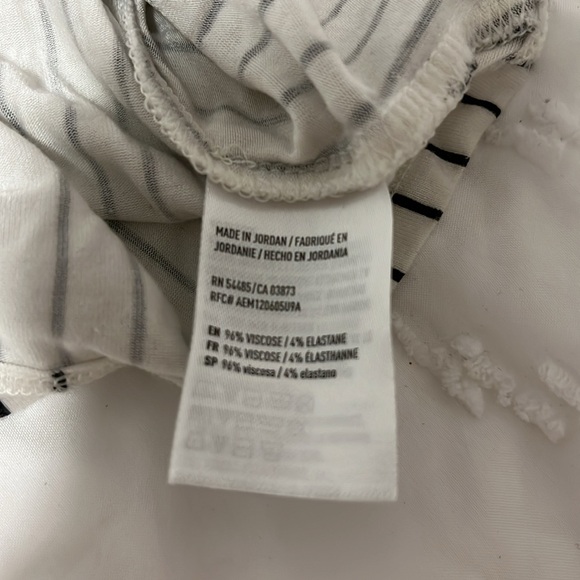 MADE IN JORDAN / FABRIQUÉ EN
JORDANIE / HECHO EN JORDANIA
RN 54485/CA 03873
RFC# AEM120605U9A
EN 96% VISCOSE / 4% ELASTANE
FR 96% VISCOSE / 4% ÉLASTHANNE
SP 96% viscosa / 4% elastano